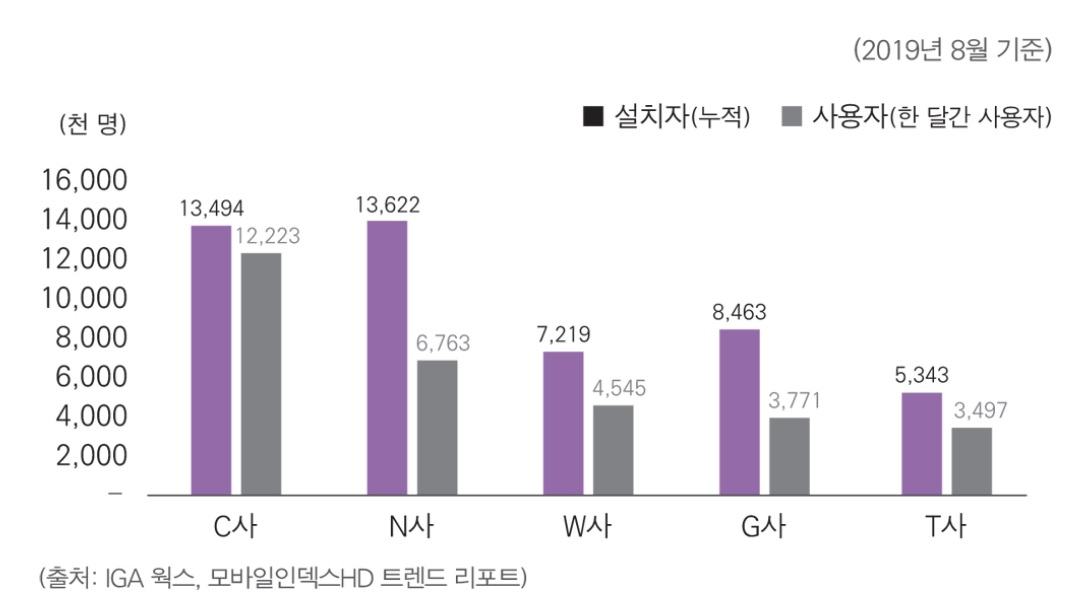 (2019년 8월 기준)
(천 명)
설치자(누적) 사용자(한 달간 사용자)
16,000
14,000
12,000
10,000
8,000
6,000
4,000
2,000
–
13,494 12,223 13,622 6,763 7,219 4,545 8,463 3,771 5,343 3,497
C사 N사 W사 G사 T사
(출처: IGA 웍스, 모바일인덱스HD 트렌드 리포트)